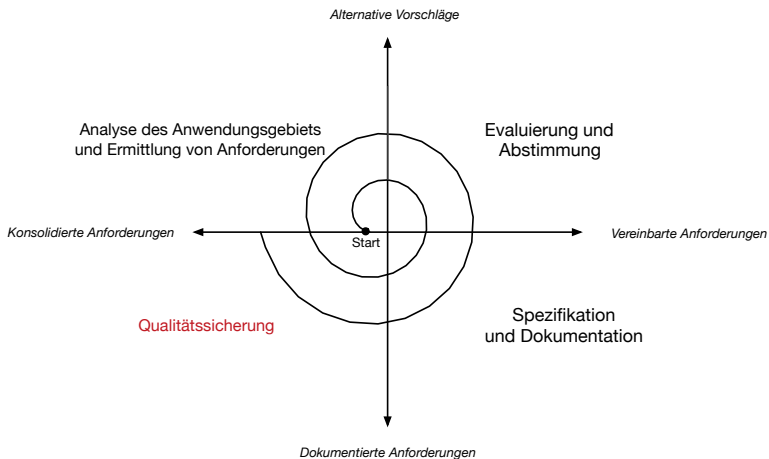 Alternative Vorschläge
Analyse des Anwendungsgebiets
und Ermittlung von Anforderungen
Evaluierung und
Abstimmung
Konsolidierte Anforderungen
Start
Vereinbarte Anforderungen
Qualitätssicherung
Spezifikation
und Dokumentation
Dokumentierte Anforderungen